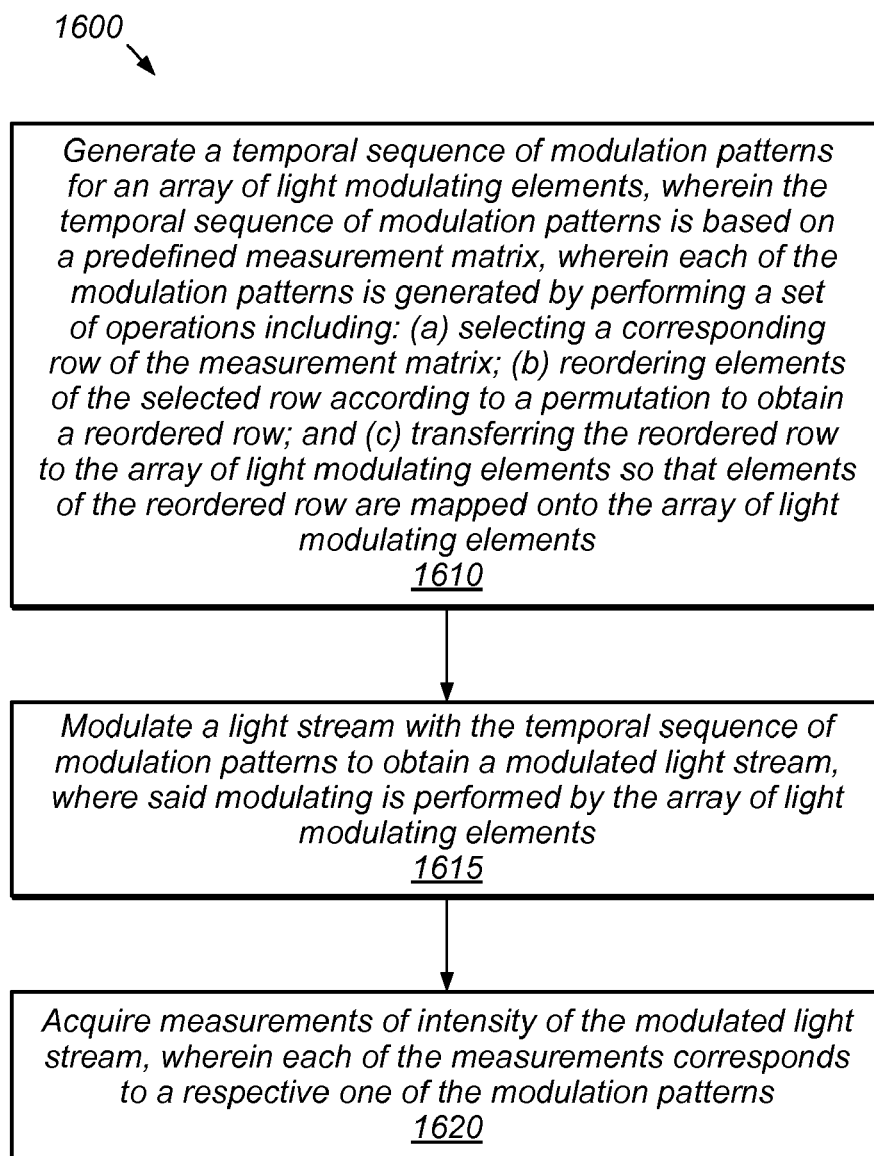 1600
Generate a temporal sequence of modulation patterns
for an array of light modulating elements, wherein the
temporal sequence of modulation patterns is based on
a predefined measurement matrix, wherein each of the
modulation patterns is generated by performing a set
of operations including: (a) selecting a corresponding
row of the measurement matrix; (b) reordering elements
of the selected row according to a permutation to obtain
a reordered row; and (c) transferring the reordered row
to the array of light modulating elements so that elements
of the reordered row are mapped onto the array of light
modulating elements
1610
Modulate a light stream with the temporal sequence of
modulation patterns to obtain a modulated light stream,
where said modulating is performed by the array of light
modulating elements
1615
Acquire measurements of intensity of the modulated light
stream, wherein each of the measurements corresponds
to a respective one of the modulation patterns
1620